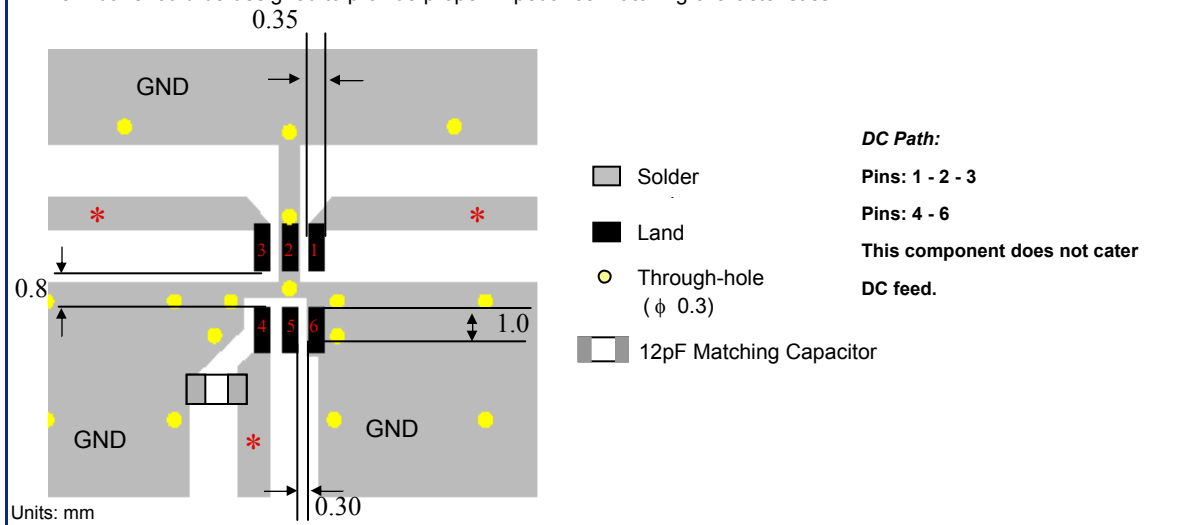 0.35
GND
*
*
3 2 1
0.8
4 5 6
1.0
GND
*
GND
0.30
Units: mm
Solder
Land
Through-hole
( ϕ 0.3)
12pF Matching Capacitor
DC Path:
Pins: 1 - 2 - 3
Pins: 4 - 6
This component does not cater
DC feed.